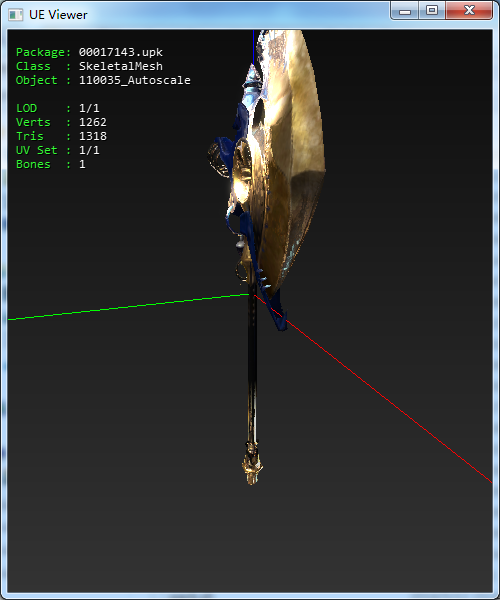 UE Viewer
Package: 00017143.upk
Class : SkeletalMesh
Object : 110035_Autoscale
LOD : 1/1
Verts : 1262
Tris : 1318
UV Set : 1/1
Bones : 1